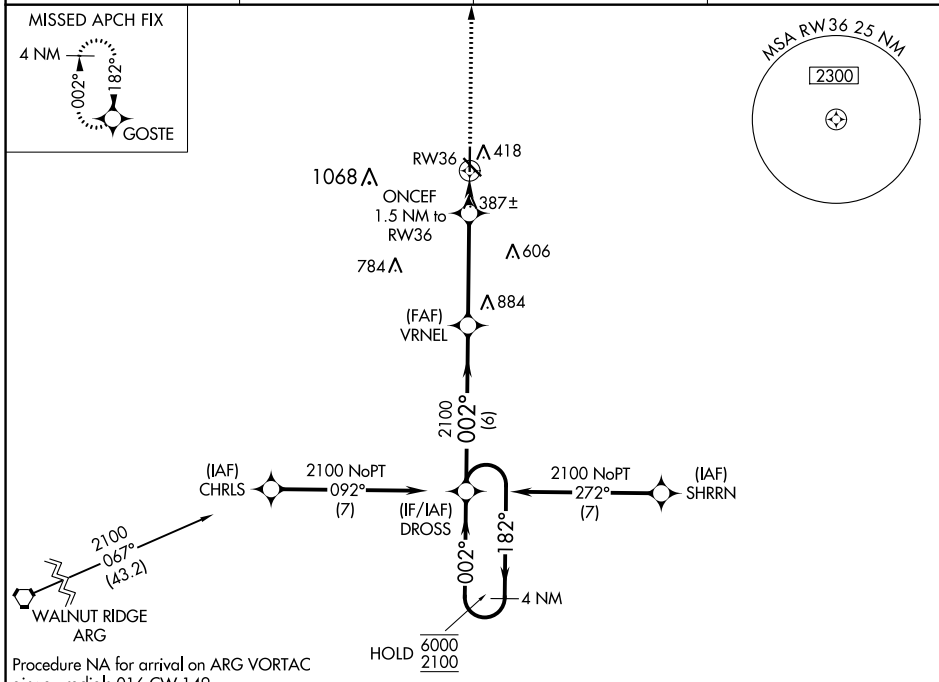 MISSED APCH FIX
4 NM
002°
182°
GOSTE
MSA RW36 25 NM
2300
RW36
418
1068
ONCEF
1.5 NM to
RW36
387±
606
784
884
(FAF)
VRNEL
2100
002°
(6)
(IAF)
CHRLS
2100 NoPT
092°
(7)
(IF/IAF)
DROSS
2100 NoPT
272°
(7)
(IAF)
SHRRN
002°
182°
4 NM
HOLD
6000
2100
2100
067°
(43.2)
WALNUT RIDGE
ARG
Procedure NA for arrival on ARG VORTAC